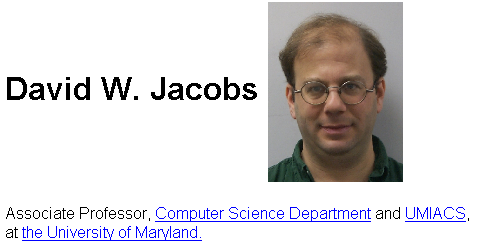 David W. Jacobs
Associate Professor, Computer Science Department and UMIACS,
at the University of Maryland.